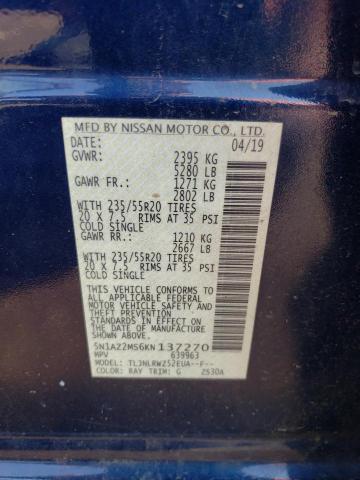 MFD BY NISSAN MOTOR CO., LTD.
DATE: 04/19
GVWR: 2395 KG
5280 LB
GAWR FR.: 1271 KG
2802 LB
WITH 235/55R20 TIRES
20 X 7.5 RIMS AT 35 PSI
COLD SINGLE
GAWR RR.: 1210 KG
2667 LB
WITH 235/55R20 TIRES
20 X 7.5 RIMS AT 35 PSI
COLD SINGLE
THIS VEHICLE CONFORMS TO ALL
APPLICABLE FEDERAL MOTOR VEHICLE
SAFETY STANDARDS IN EFFECT ON THE
DATE OF MANUFACTURE SHOWN ABOVE.
5N1AZ2MS6KN137270
MPV 639963
MODEL: TLJNLRWZ52EUA--F--
COLOR: RAY TRIM: G Z530A